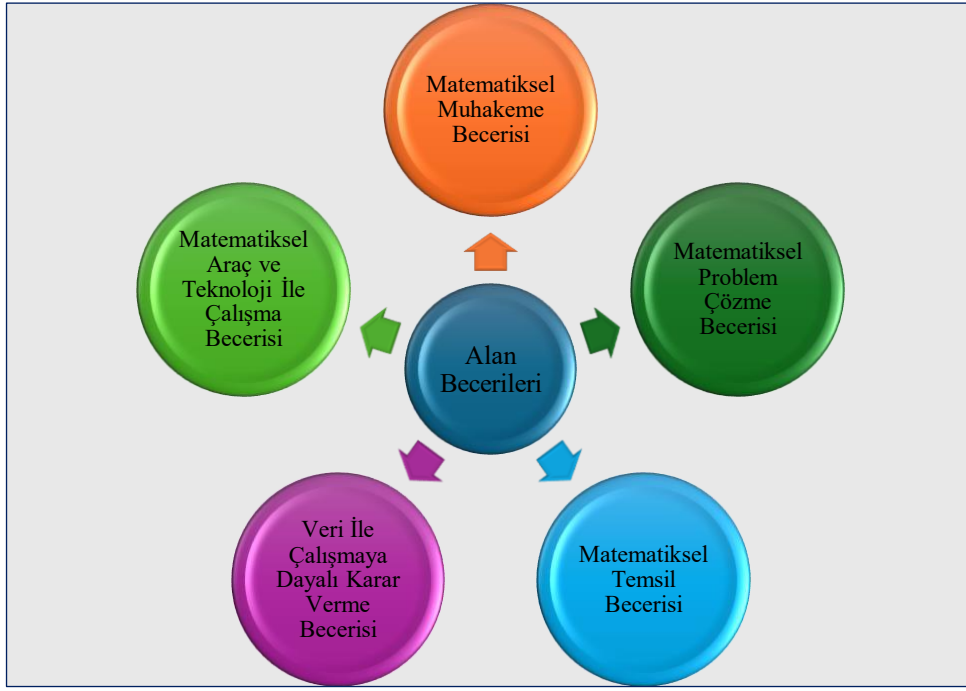 Matematiksel
Muhakeme
Becerisi
Matematiksel
Araç ve
Teknoloji İle
Çalışma
Becerisi
Matematiksel
Problem
Çözme
Becerisi
Alan
Becerileri
Veri İle
Çalışmaya
Dayalı Karar
Verme
Becerisi
Matematiksel
Temsil
Becerisi